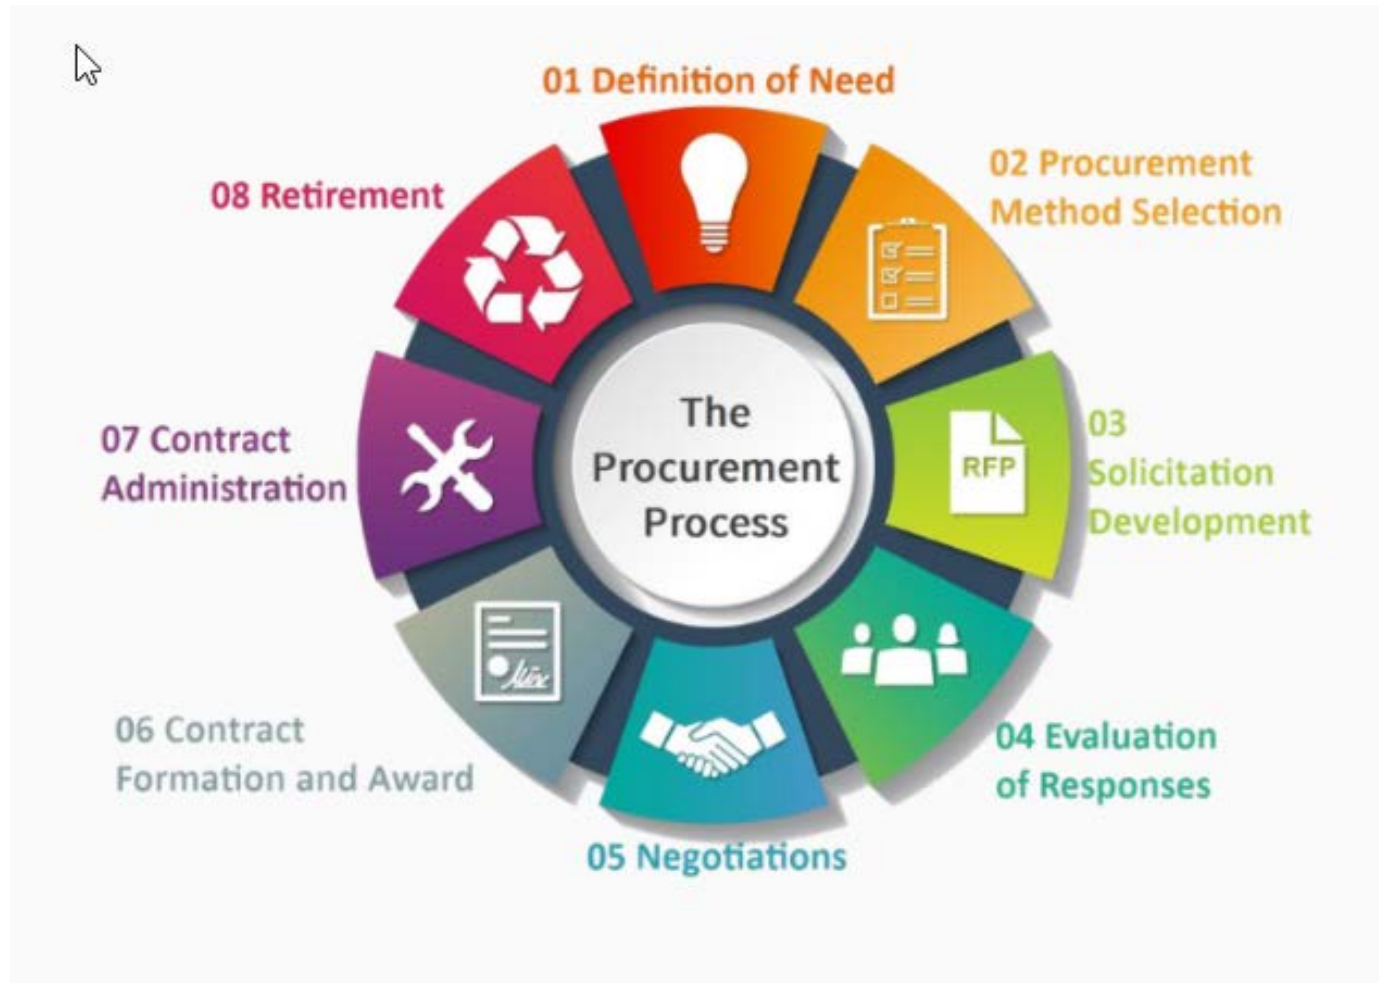 01 Definition of Need
02 Procurement
Method Selection
03
Solicitation
Development
RFP
04 Evaluation
of Responses
05 Negotiations
06 Contract
Formation and Award
07 Contract
Administration
08 Retirement
The
Procurement
Process